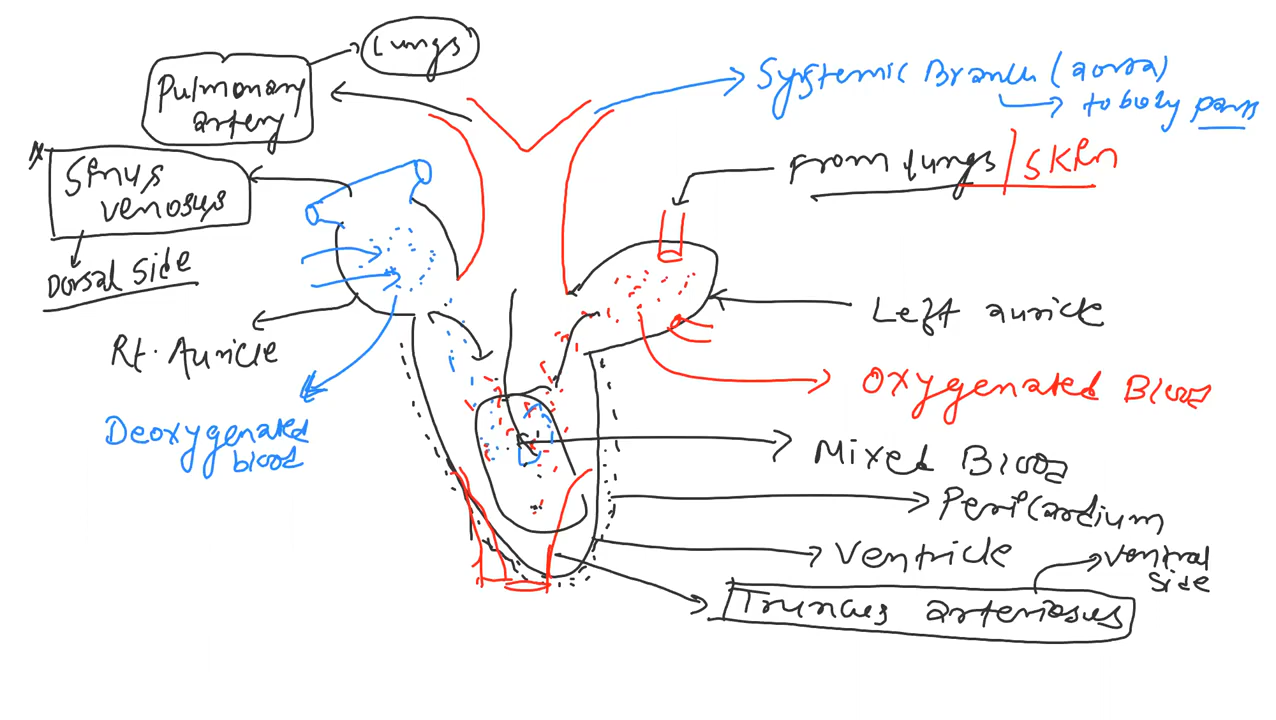 Lungs
Pulmonary
artery
Systemic Branch (aorta)
to body parts
From lungs / Skin
Sinus
venosus
Dorsal Side
Left auricle
Rt. Auricle
Oxygenated Blood
Deoxygenated
blood
Mixed Blood
Pericardium
Ventricle
Ventral
Side
Truncus arteriosus